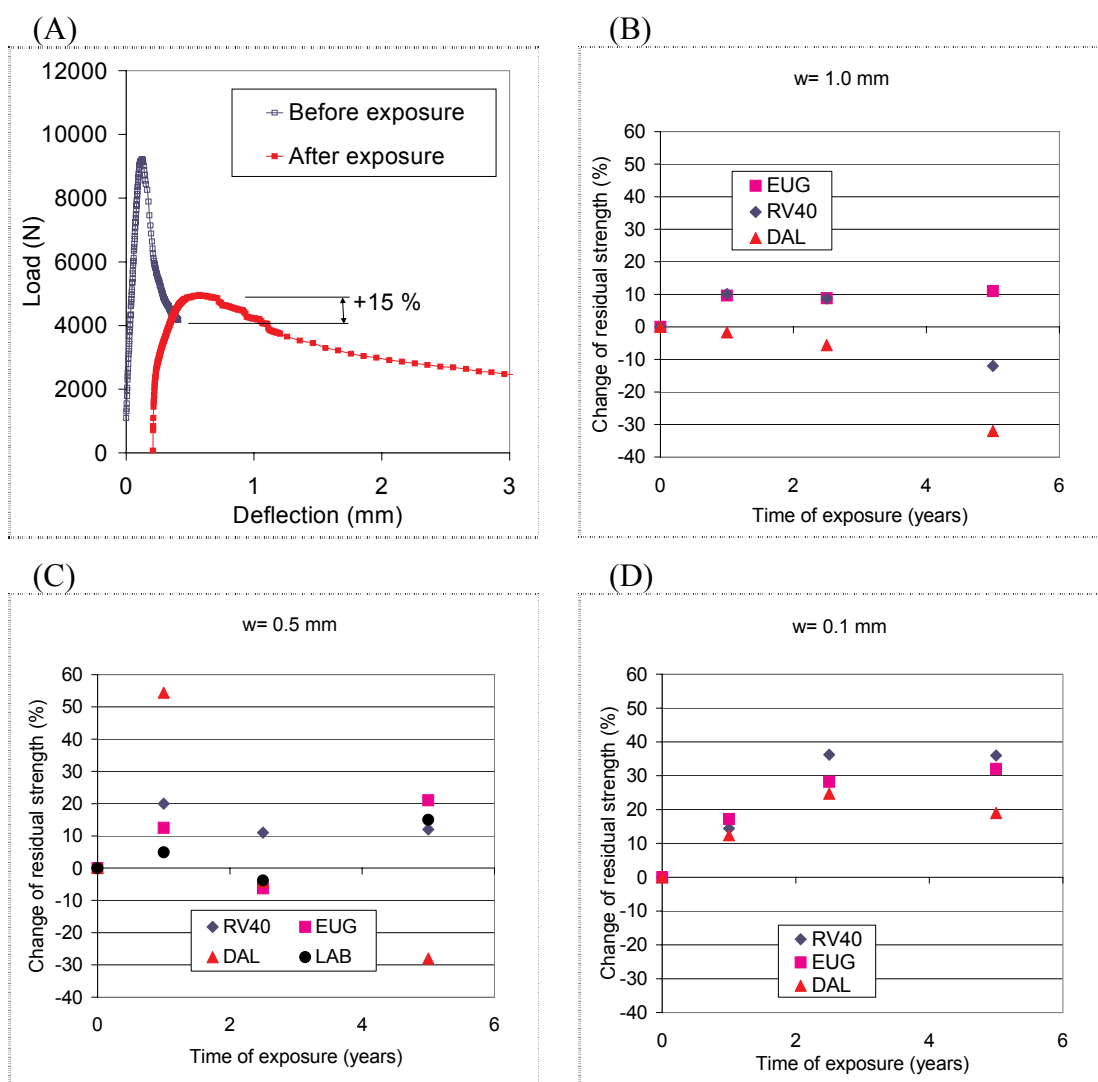 (A)
12000
10000
8000
6000
4000
2000
0
0 1 2 3
Load (N)
Deflection (mm)
Before exposure
After exposure
+15 %
(B)
w= 1.0 mm
60
50
40
30
20
10
0
-10
-20
-30
-40
0 2 4 6
Change of residual strength (%)
Time of exposure (years)
EUG
RV40
DAL
(C)
w= 0.5 mm
60
50
40
30
20
10
0
-10
-20
-30
-40
0 2 4 6
Change of residual strength (%)
Time of exposure (years)
RV40 EUG
DAL LAB
(D)
w= 0.1 mm
60
50
40
30
20
10
0
-10
-20
-30
-40
0 2 4 6
Change of residual strength (%)
Time of exposure (years)
RV40
EUG
DAL